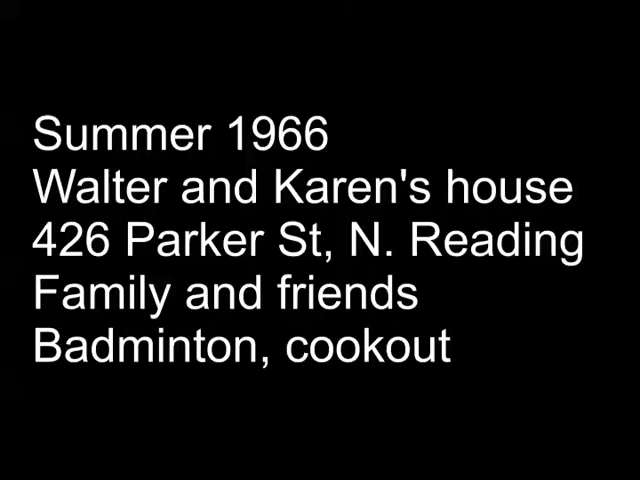 Summer 1966
Walter and Karen's house
426 Parker St, N. Reading
Family and friends
Badminton, cookout